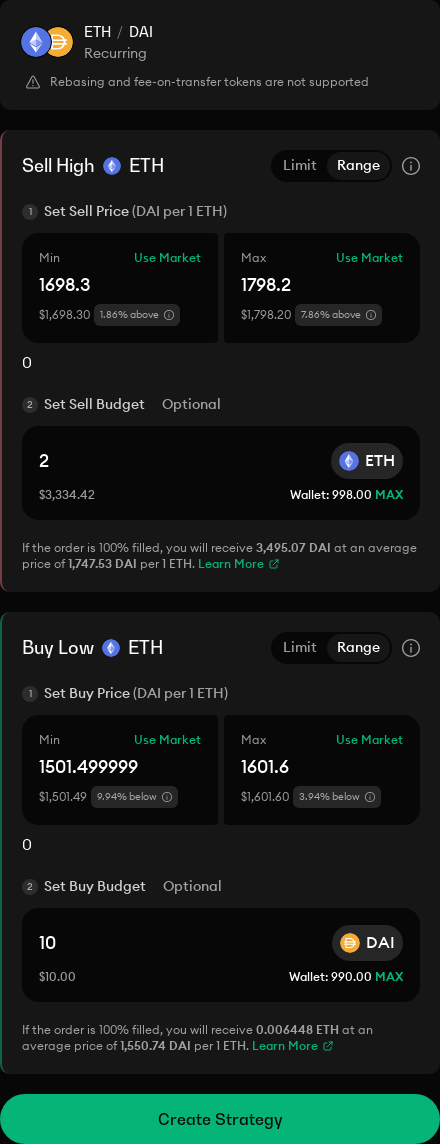 ETH / DAI
Recurring
Rebasing and fee-on-transfer tokens are not supported
Sell High ETH Limit Range
1 Set Sell Price (DAI per 1 ETH)
Min Use Market Max Use Market
1698.3 1798.2
$1,698.30 1.86% above $1,798.20 7.86% above
0
2 Set Sell Budget Optional
2 ETH
$3,334.42 Wallet: 998.00 MAX
If the order is 100% filled, you will receive 3,495.07 DAI at an average
price of 1,747.53 DAI per 1 ETH. Learn More
Buy Low ETH Limit Range
1 Set Buy Price (DAI per 1 ETH)
Min Use Market Max Use Market
1501.499999 1601.6
$1,501.49 9.94% below $1,601.60 3.94% below
0
2 Set Buy Budget Optional
10 DAI
$10.00 Wallet: 990.00 MAX
If the order is 100% filled, you will receive 0.006448 ETH at an
average price of 1,550.74 DAI per 1 ETH. Learn More
Create Strategy